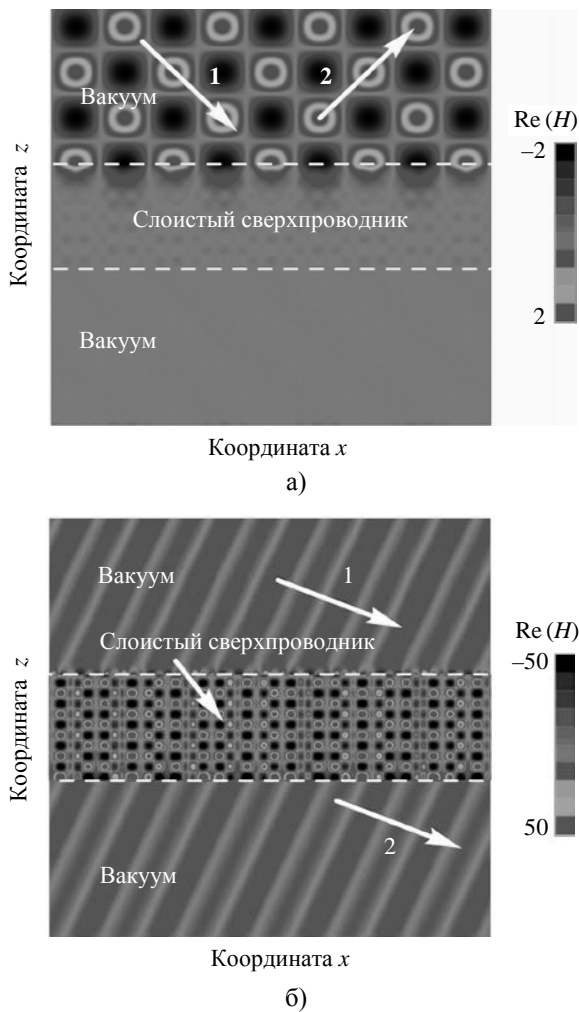 Координата z
Вакуум
1
2
Слоистый сверхпроводник
Вакуум
Re (H)
–2
2
Координата x
а)
Координата z
Вакуум
1
Слоистый сверхпроводник
2
Вакуум
Re (H)
–50
50
Координата x
б)